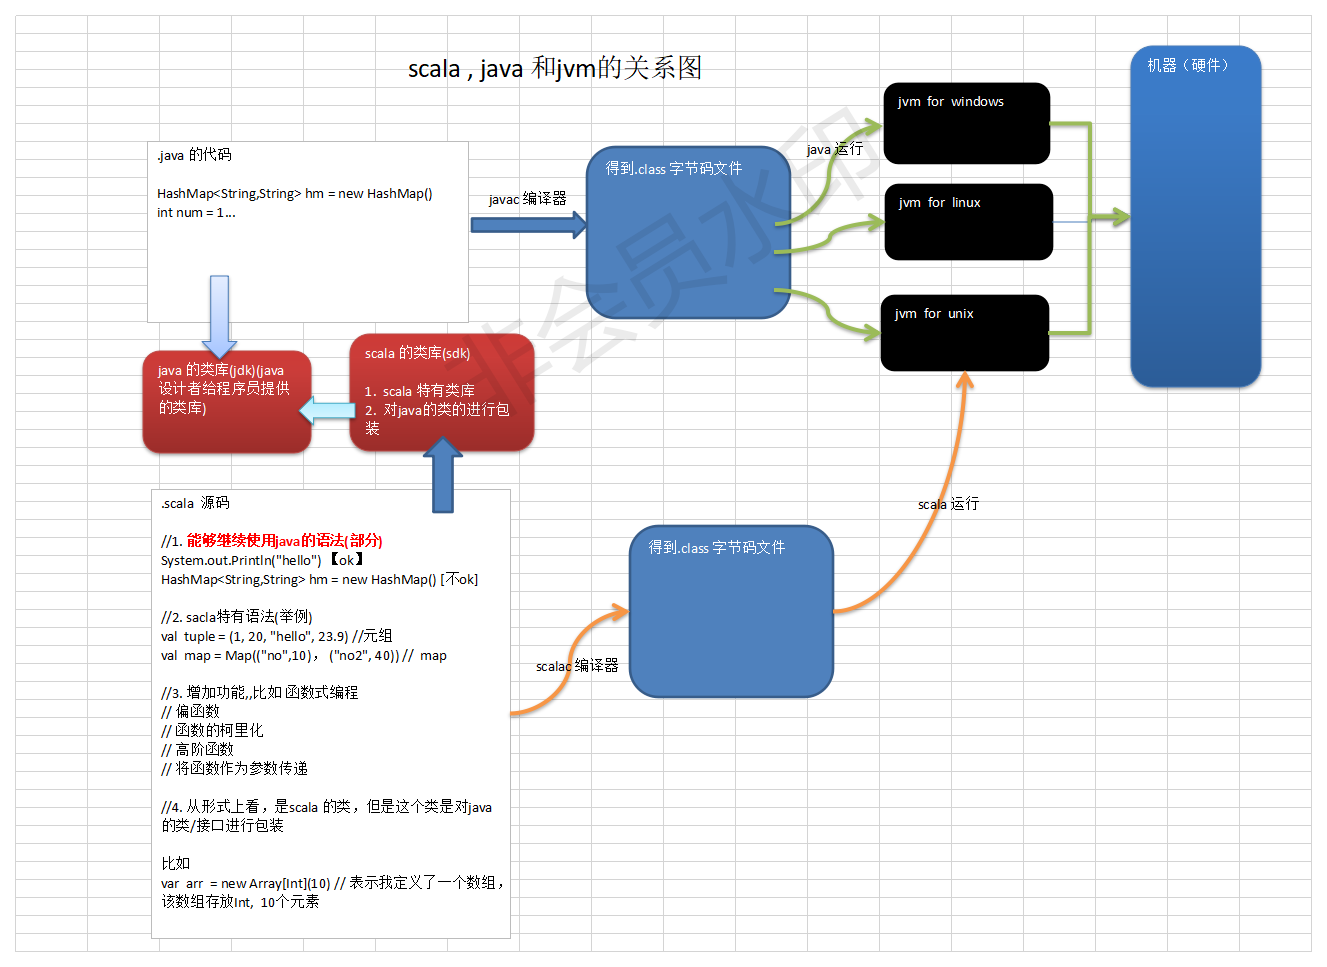 scala , java 和jvm的关系图
机器（硬件）
jvm for windows
.java 的代码
java 运行
得到.class 字节码文件
HashMap<String,String> hm = new HashMap()
int num = 1...
javac 编译器
jvm for linux
jvm for unix
java 的类库(jdk)(java
设计者给程序员提供
的类库)
scala 的类库(sdk)
1. scala 特有类库
2. 对java的类的进行包
装
.scala 源码
//1. 能够继续使用java的语法(部分)
System.out.Println("hello") 【ok】
HashMap<String,String> hm = new HashMap() [不ok]
//2. sacla特有语法(举例)
val tuple = (1, 20, "hello", 23.9) //元组
val map = Map(("no",10)，("no2", 40)) // map
//3. 增加功能,,比如 函数式编程
// 偏函数
// 函数的柯里化
// 高阶函数
// 将函数作为参数传递
//4. 从形式上看，是scala 的类，但是这个类是对java
的类/接口进行包装
比如
var arr = new Array[Int](10) // 表示我定义了一个数组，
该数组存放Int, 10个元素
scalac 编译器
得到.class 字节码文件
scala 运行
非会员水印